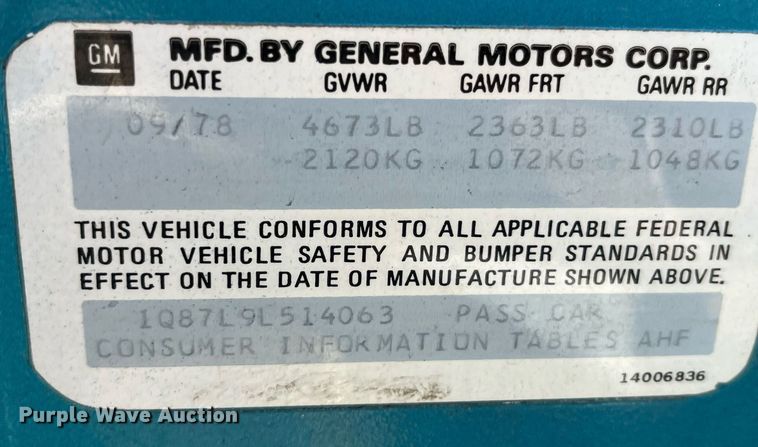 GM MFD. BY GENERAL MOTORS CORP.
DATE GVWR GAWR FRT GAWR RR
09/78 4673LB 2363LB 2310LB
2120KG 1072KG 1048KG
THIS VEHICLE CONFORMS TO ALL APPLICABLE FEDERAL
MOTOR VEHICLE SAFETY AND BUMPER STANDARDS IN
EFFECT ON THE DATE OF MANUFACTURE SHOWN ABOVE.
1Q87L9L514063 PASS CAR
CONSUMER INFORMATION TABLES AHF
14006836
Purple Wave Auction